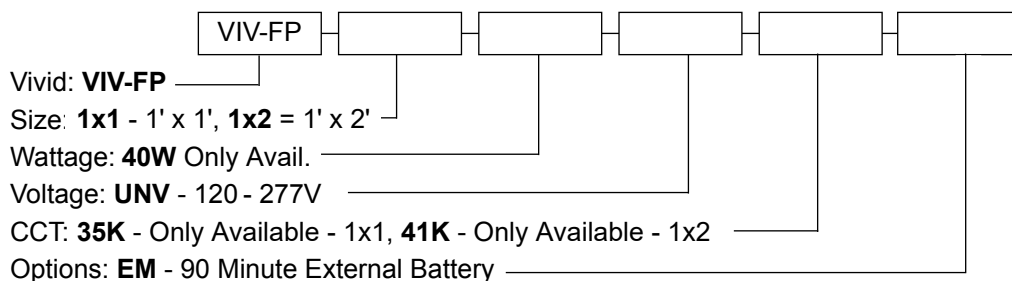 VIV-FP
Vivid: VIV-FP
Size: 1x1 - 1' x 1', 1x2 = 1' x 2'
Wattage: 40W Only Avail.
Voltage: UNV - 120 - 277V
CCT: 35K - Only Available - 1x1, 41K - Only Available - 1x2
Options: EM - 90 Minute External Battery